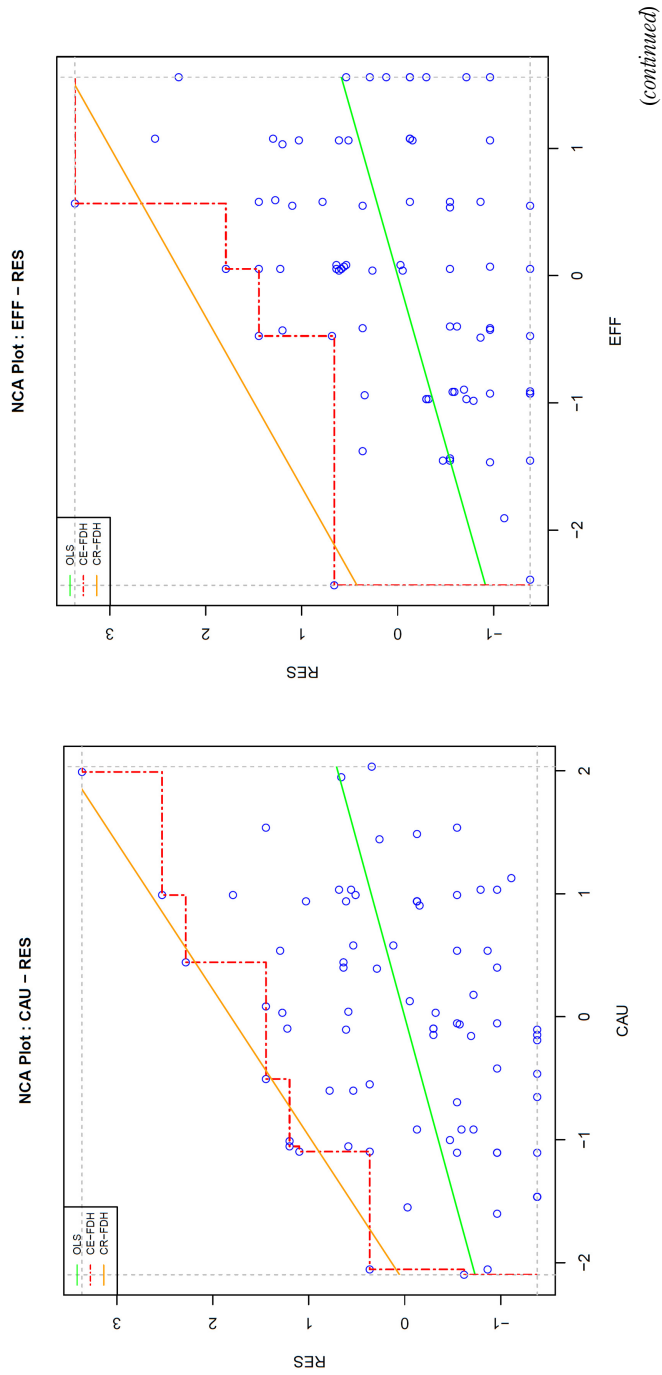 NCA Plot : CAU − RES
OLS
CE−FDH
CR−FDH
RES
3
2
1
0
−1
−2
−1
0
1
2
CAU
NCA Plot : EFF − RES
OLS
CE−FDH
CR−FDH
RES
3
2
1
0
−1
−2
−1
0
1
EFF
(continued)